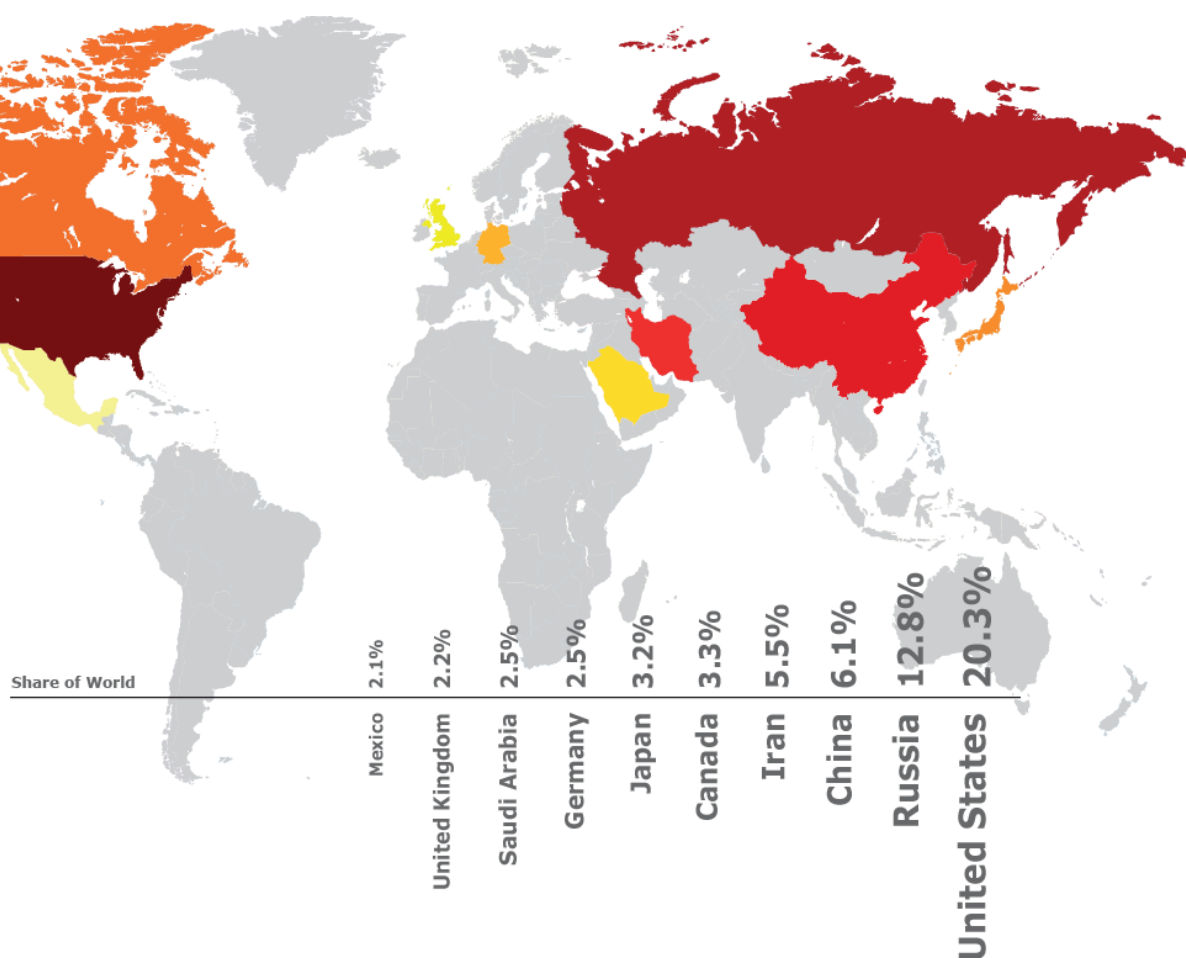 2.1%
2.2%
2.5%
2.5%
3.2%
3.3%
5.5%
6.1%
12.8%
20.3%
Share of World
Mexico
United Kingdom
Saudi Arabia
Germany
Japan
Canada
Iran
China
Russia
United States